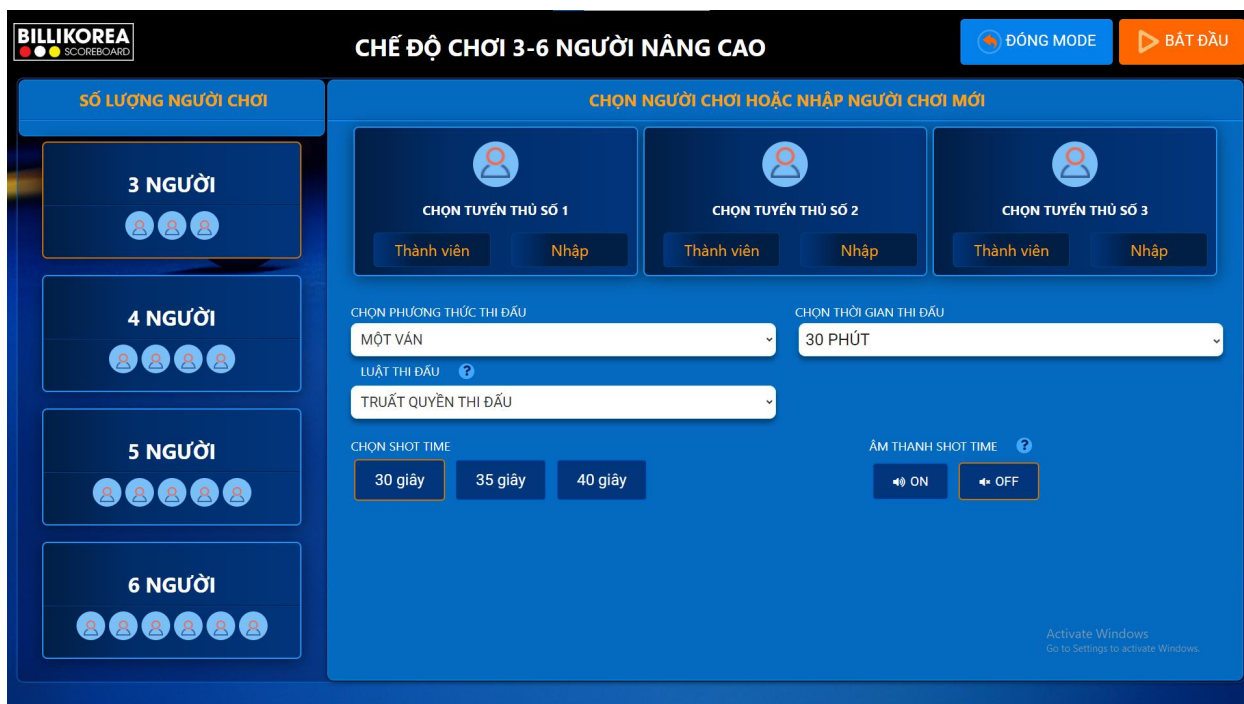 BILLIKOREA
SCOREBOARD
CHẾ ĐỘ CHƠI 3-6 NGƯỜI NÂNG CAO
ĐÓNG MODE
BẮT ĐẦU
SỐ LƯỢNG NGƯỜI CHƠI
CHỌN NGƯỜI CHƠI HOẶC NHẬP NGƯỜI CHƠI MỚI
3 NGƯỜI
4 NGƯỜI
5 NGƯỜI
6 NGƯỜI
CHỌN TUYỂN THỦ SỐ 1
Thành viên
Nhập
CHỌN TUYỂN THỦ SỐ 2
Thành viên
Nhập
CHỌN TUYỂN THỦ SỐ 3
Thành viên
Nhập
CHỌN PHƯƠNG THỨC THI ĐẤU
MỘT VÁN
CHỌN THỜI GIAN THI ĐẤU
30 PHÚT
LUẬT THI ĐẤU ?
TRUẤT QUYỀN THI ĐẤU
CHỌN SHOT TIME
30 giây
35 giây
40 giây
ÂM THANH SHOT TIME ?
ON
OFF
Activate Windows
Go to Settings to activate Windows.